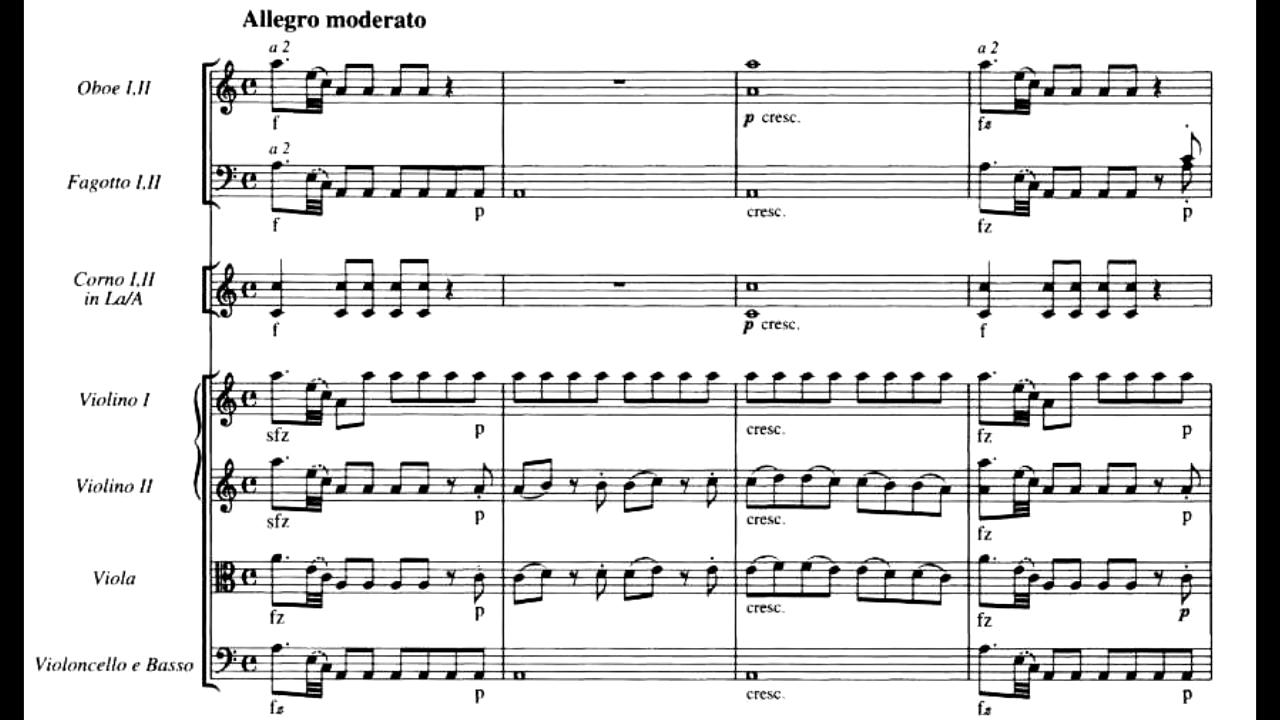 Allegro moderato
a 2 a 2
Oboe I,II
f p cresc. fz
a 2
Fagotto I,II
f p cresc. fz p
Corno I,II
in La/A
f p cresc. f
Violino I
sfz p cresc. fz p
Violino II
sfz p cresc. fz p
Viola
fz p cresc. fz p
Violoncello e Basso
fz p cresc. fz p